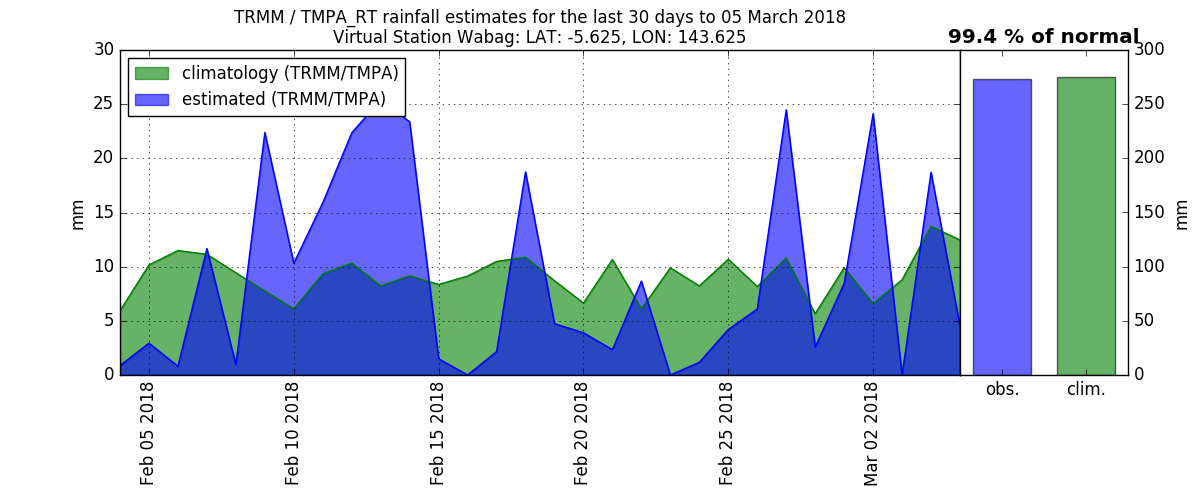 TRMM / TMPA_RT rainfall estimates for the last 30 days to 05 March 2018
Virtual Station Wabag: LAT: -5.625, LON: 143.625
99.4 % of normal
climatology (TRMM/TMPA)
estimated (TRMM/TMPA)
30
25
20
15
10
5
0
mm
Feb 05 2018
Feb 10 2018
Feb 15 2018
Feb 20 2018
Feb 25 2018
Mar 02 2018
obs.
clim.
300
250
200
150
100
50
0
mm